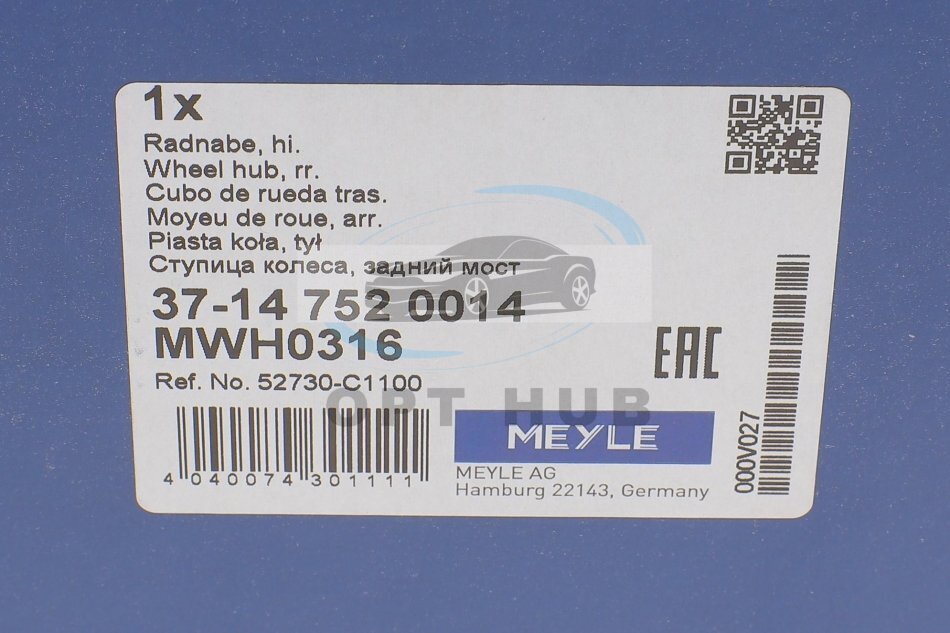 1x
Radnabe, hi.
Wheel hub, rr.
Cubo de rueda tras.
Moyeu de roue, arr.
Piasta koła, tył
Ступица колеса, задний мост
37-14 752 0014
MWH0316
EAC
Ref. No. 52730-C1100
OPT HUB
MEYLE
MEYLE AG
Hamburg 22143, Germany
4 040074 301111
000V027